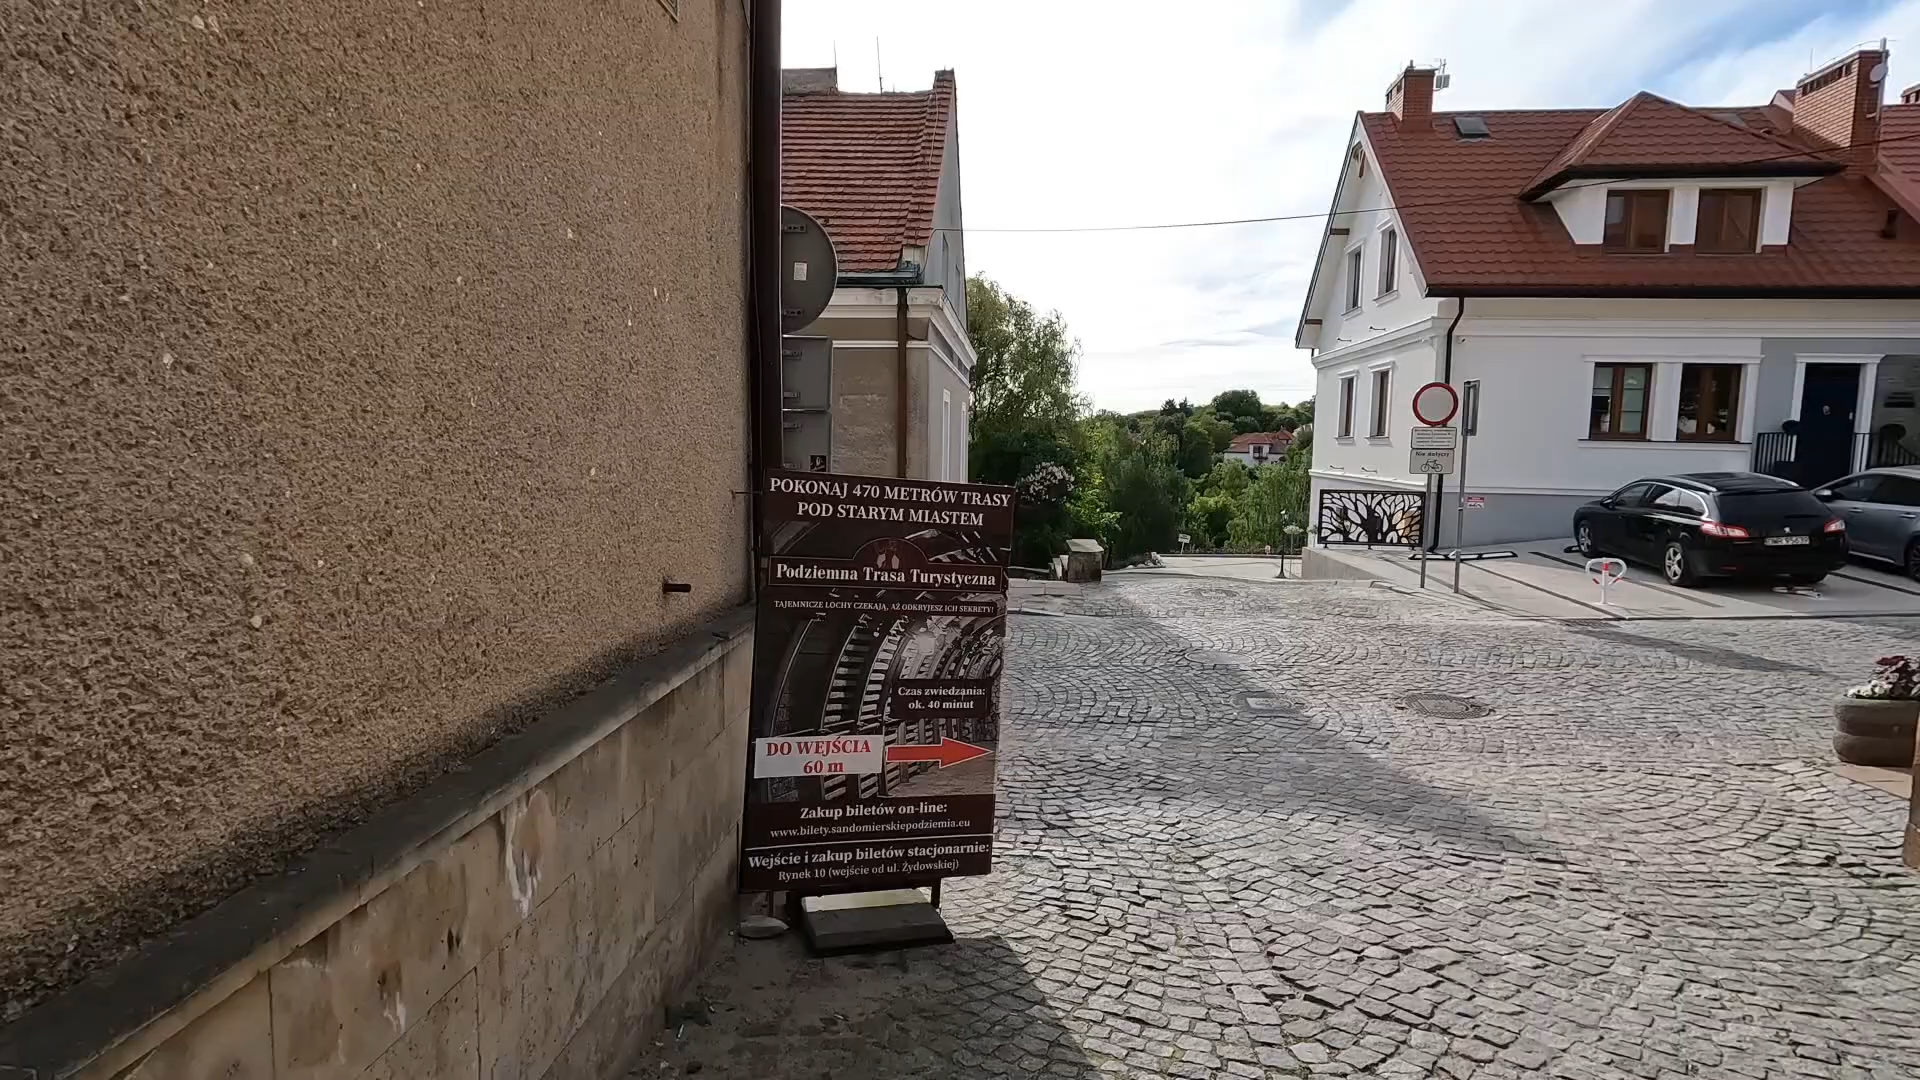 POKONAJ 470 METRÓW TRASY
POD STARYM MIASTEM
Podziemna Trasa Turystyczna
TAJEMNICZE LOCHY CZEKAJĄ, AŻ ODKRYJESZ ICH SEKRETY!
Czas zwiedzania:
ok. 40 minut
DO WEJŚCIA
60 m
Zakup biletów on-line:
www.bilety.sandomierskiepodziemia.eu
Wejście i zakup biletów stacjonarnie:
Rynek 10 (wejście od ul. Żydowskiej)
Nie dotyczy